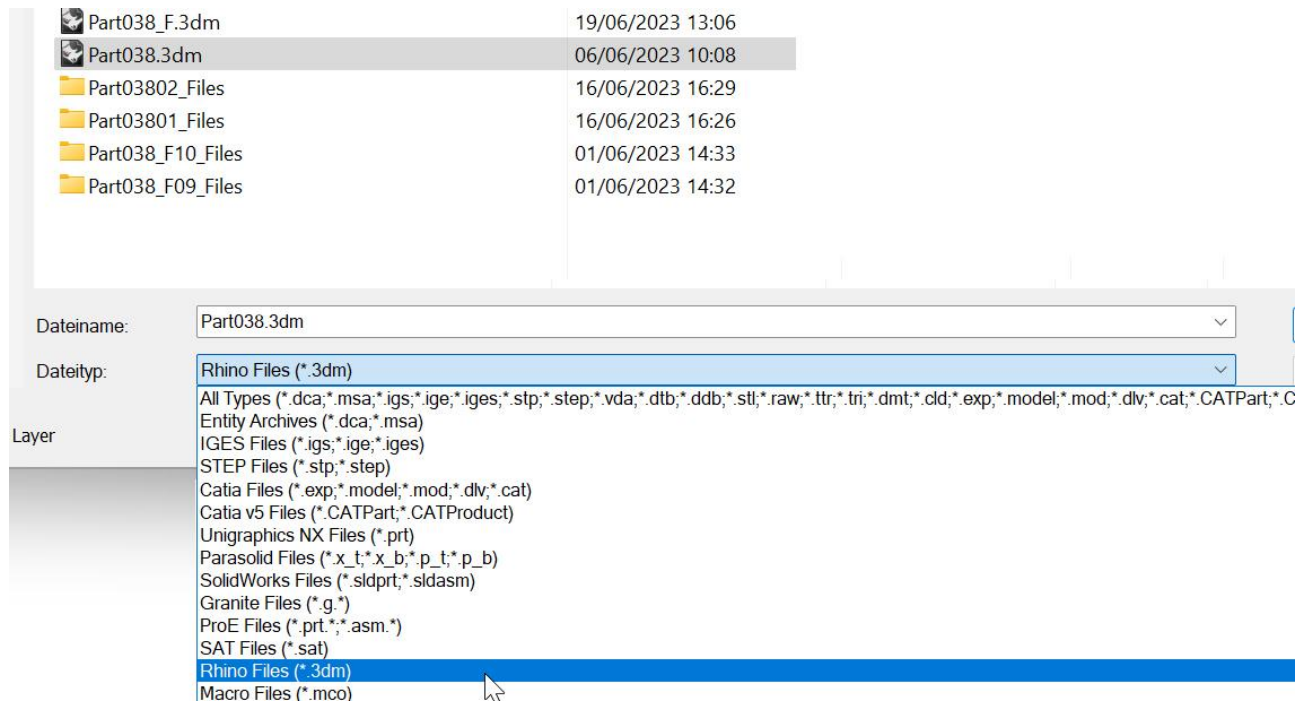 Part038_F.3dm 19/06/2023 13:06
Part038.3dm 06/06/2023 10:08
Part03802_Files 16/06/2023 16:29
Part03801_Files 16/06/2023 16:26
Part038_F10_Files 01/06/2023 14:33
Part038_F09_Files 01/06/2023 14:32
Dateiname: Part038.3dm
Dateityp: Rhino Files (*.3dm)
All Types (*.dca;*.msa;*.igs;*.ige;*.iges;*.stp;*.step;*.vda;*.dtb;*.ddb;*.stl;*.raw;*.ttr;*.tri;*.dmt;*.cld;*.exp;*.model;*.mod;*.dlv;*.cat;*.CATPart;*.C
Entity Archives (*.dca;*.msa)
Layer
IGES Files (*.igs;*.ige;*.iges)
STEP Files (*.stp;*.step)
Catia Files (*.exp;*.model;*.mod;*.dlv;*.cat)
Catia v5 Files (*.CATPart;*.CATProduct)
Unigraphics NX Files (*.prt)
Parasolid Files (*.x_t;*.x_b;*.p_t;*.p_b)
SolidWorks Files (*.sldprt;*.sldasm)
Granite Files (*.g.*)
ProE Files (*.prt.*;*.asm.*)
SAT Files (*.sat)
Rhino Files (*.3dm)
Macro Files (*.mco)